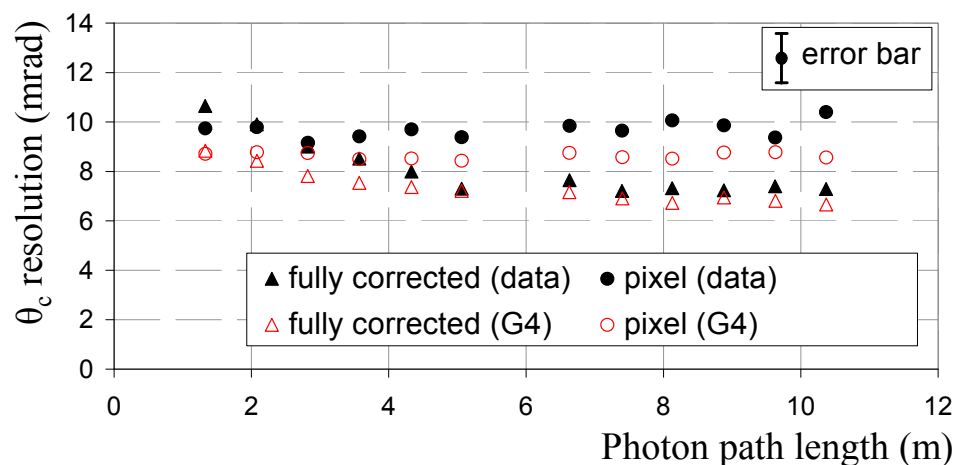 θc resolution (mrad)
14
12
10
8
6
4
2
0
error bar
fully corrected (data)
pixel (data)
fully corrected (G4)
pixel (G4)
0 2 4 6 8 10 12
Photon path length (m)